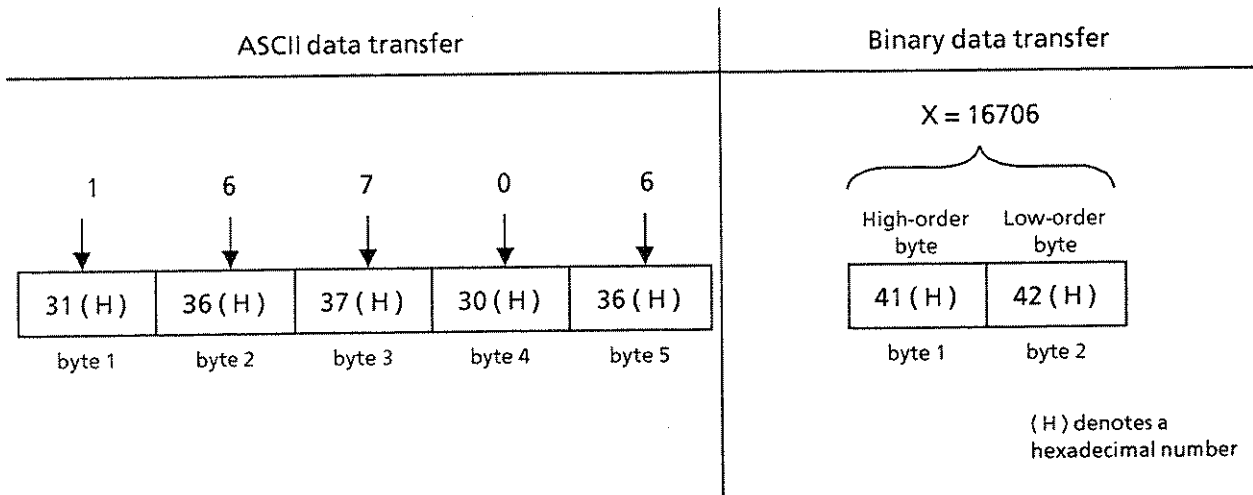 ASCII data transfer
1 6 7 0 6
31 (H) 36 (H) 37 (H) 30 (H) 36 (H)
byte 1 byte 2 byte 3 byte 4 byte 5
Binary data transfer
X = 16706
High-order Low-order
byte byte
41 (H) 42 (H)
byte 1 byte 2
(H) denotes a
hexadecimal number